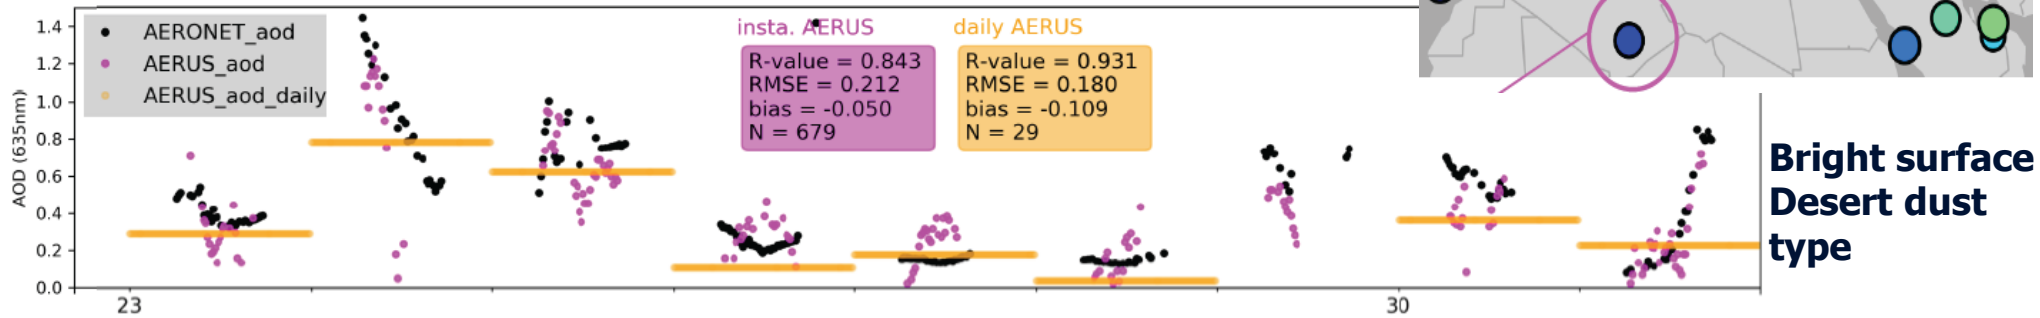 AERONET_aod
AERUS_aod
AERUS_aod_daily
insta. AERUS
R-value = 0.843
RMSE = 0.212
bias = -0.050
N = 679
daily AERUS
R-value = 0.931
RMSE = 0.180
bias = -0.109
N = 29
AOD (635nm)
1.4
1.2
1.0
0.8
0.6
0.4
0.2
0.0
23
30
Bright surface
Desert dust
type